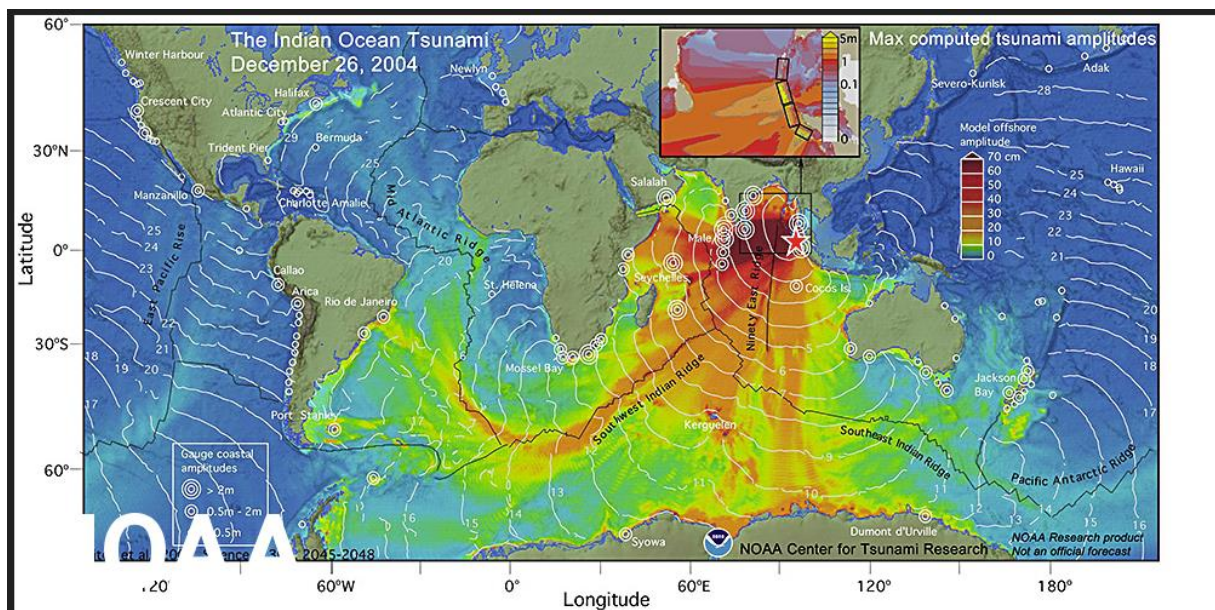 The Indian Ocean Tsunami
December 26, 2004
Max computed tsunami amplitudes
5m
1
0.1
0
Model offshore
amplitude
70 cm
60
50
40
30
20
10
0
Winter Harbour
Crescent City
Halifax
Atlantic City
Bermuda
Trident Pier
Manzanillo
Charlotte Amalie
Newlyn
Severo-Kurilsk
Adak
Hawaii
Mid Atlantic Ridge
East Pacific Rise
Callao
Arica
Rio de Janeiro
St. Helena
Salalah
Male
Seychelles
Cocos Is.
Ninety East Ridge
Mossel Bay
Southwest Indian Ridge
Kerguelen
Southeast Indian Ridge
Jackson
Bay
Pacific Antarctic Ridge
Port Stanley
Syowa
Dumont d'Urville
Gauge coastal
amplitudes
> 2m
0.5m - 2m
0.5m
NOAA
2045-2048
NOAA Center for Tsunami Research
NOAA Research product
Not an official forecast
Latitude
60°
30°N
0°
30°S
60°
60°W
0°
60°E
120°
180°
Longitude